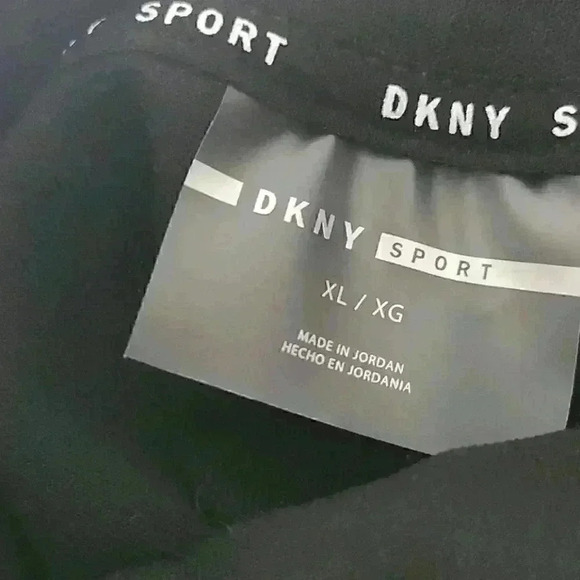 SPORT
DKNY S
DKNY SPORT
XL / XG
MADE IN JORDAN
HECHO EN JORDANIA